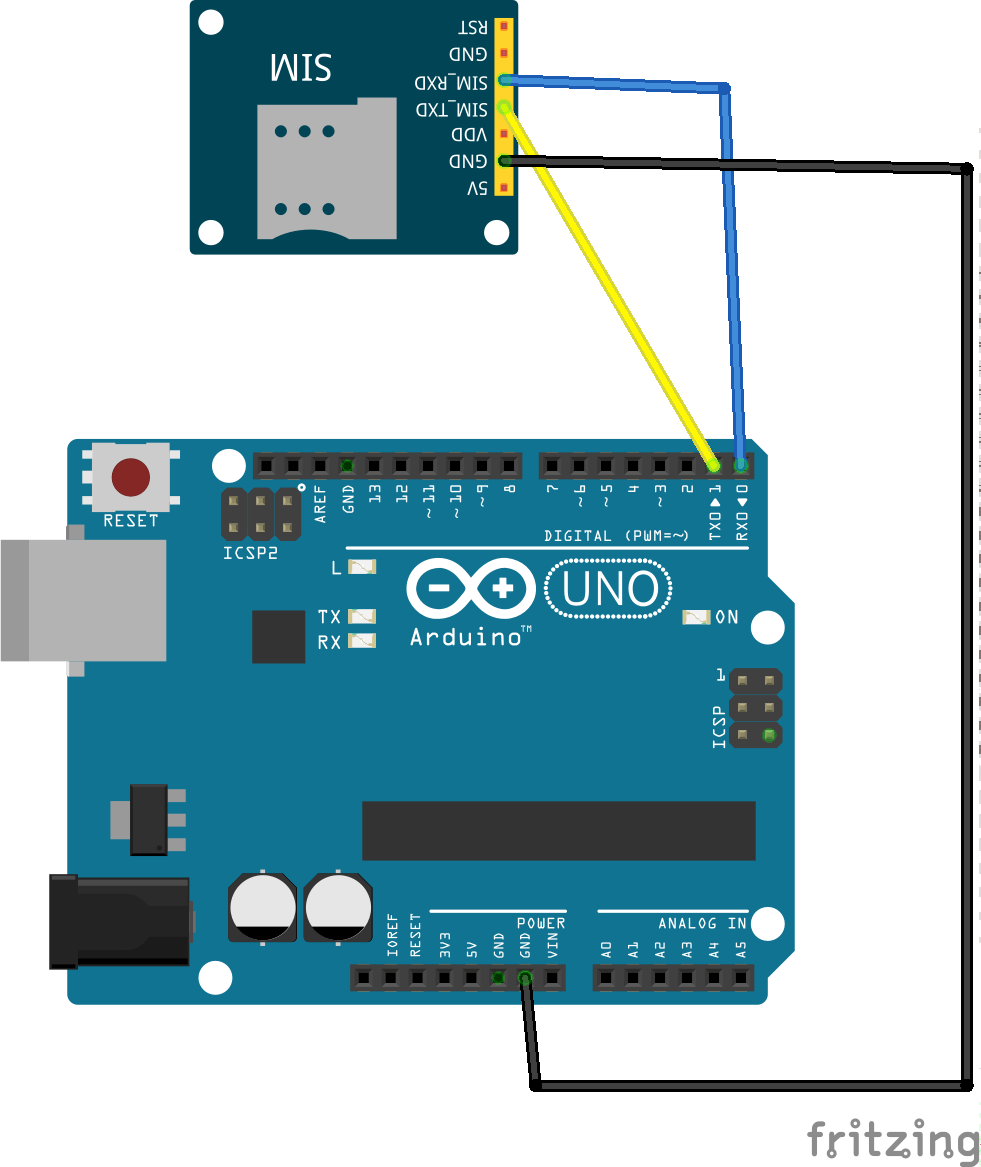 SIM
RST
GND
SIM_RXD
SIM_TXD
VDD
GND
5V
RESET
ICSP2
AREF
GND
13
12
~11
~10
~9
8
7
~6
~5
4
~3
2
TXD▶1
RXD◀0
DIGITAL (PWM=~)
L
TX
RX
UNO
Arduino™
ON
1
ICSP
POWER
ANALOG IN
IOREF
RESET
3V3
5V
GND
GND
VIN
A0
A1
A2
A3
A4
A5
fritzing